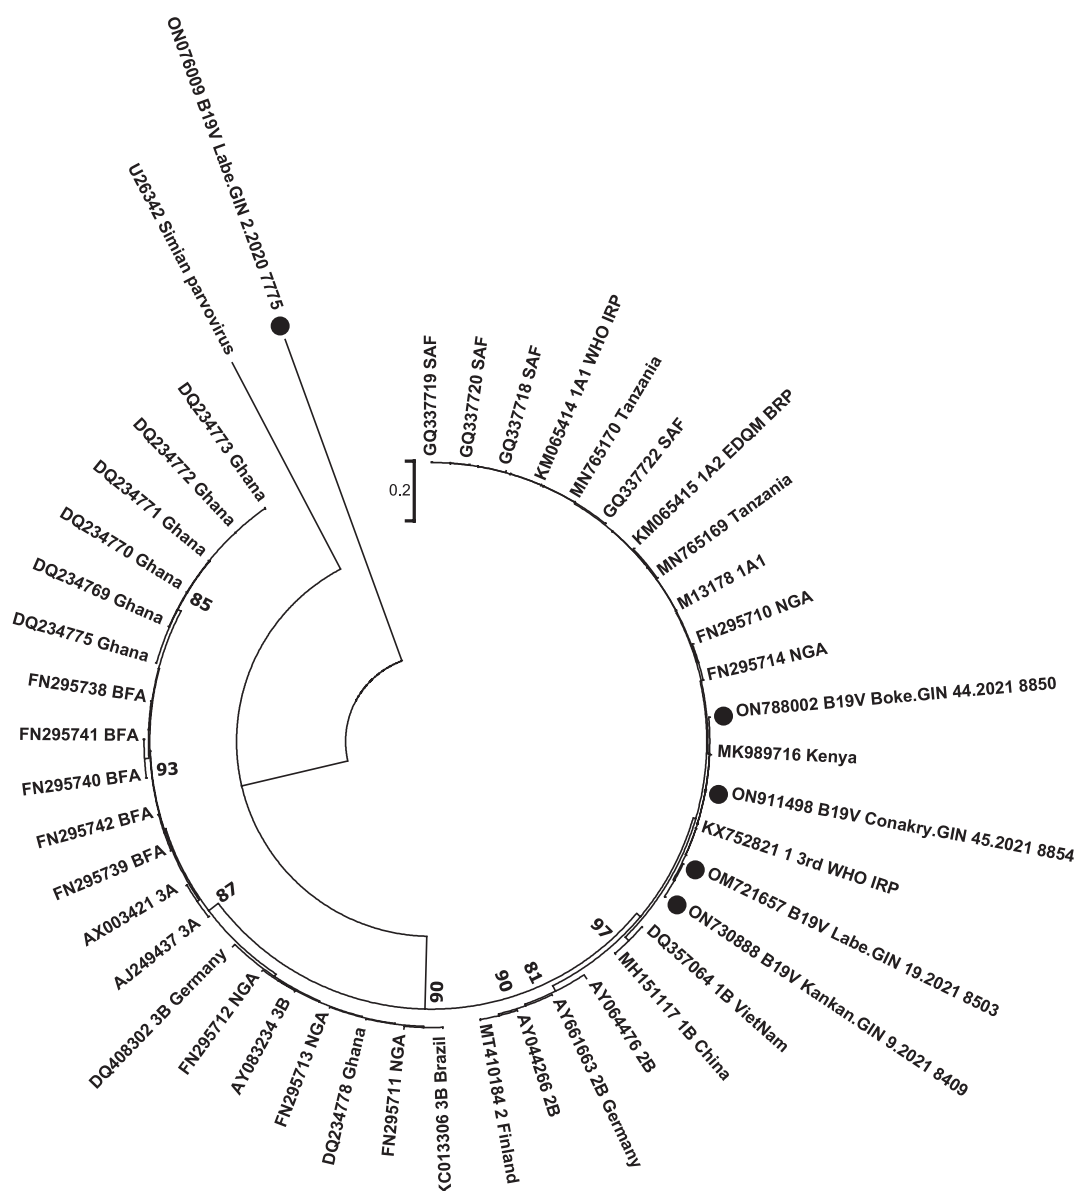 ON076009 B19V Labe.GIN 2.2020 7775
U26342 Simian parvovirus
GQ337719 SAF
GQ337720 SAF
GQ337718 SAF
KM065414 1A1 WHO IRP
MN765170 Tanzania
GQ337722 SAF
KM065415 1A2 EDQM BRP
MN765169 Tanzania
M13178 1A1
FN295710 NGA
FN295714 NGA
ON788002 B19V Boke.GIN 44.2021 8850
MK989716 Kenya
ON911498 B19V Conakry.GIN 45.2021 8854
KX752821 1 3rd WHO IRP
OM721657 B19V Labe.GIN 19.2021 8503
ON730888 B19V Kankan.GIN 9.2021 8409
DQ357064 1B VietNam
MH151117 1B China
AY064476 2B
AY661663 2B Germany
AY044266 2B
MT410184 2 Finland
KC013306 3B Brazil
FN295711 NGA
DQ234778 Ghana
FN295713 NGA
AY083234 3B
FN295712 NGA
DQ408302 3B Germany
AJ249437 3A
AX003421 3A
FN295739 BFA
FN295742 BFA
FN295740 BFA
FN295741 BFA
FN295738 BFA
DQ234775 Ghana
DQ234769 Ghana
DQ234770 Ghana
DQ234771 Ghana
DQ234772 Ghana
DQ234773 Ghana
0.2
85
93
87
90
90
81
97